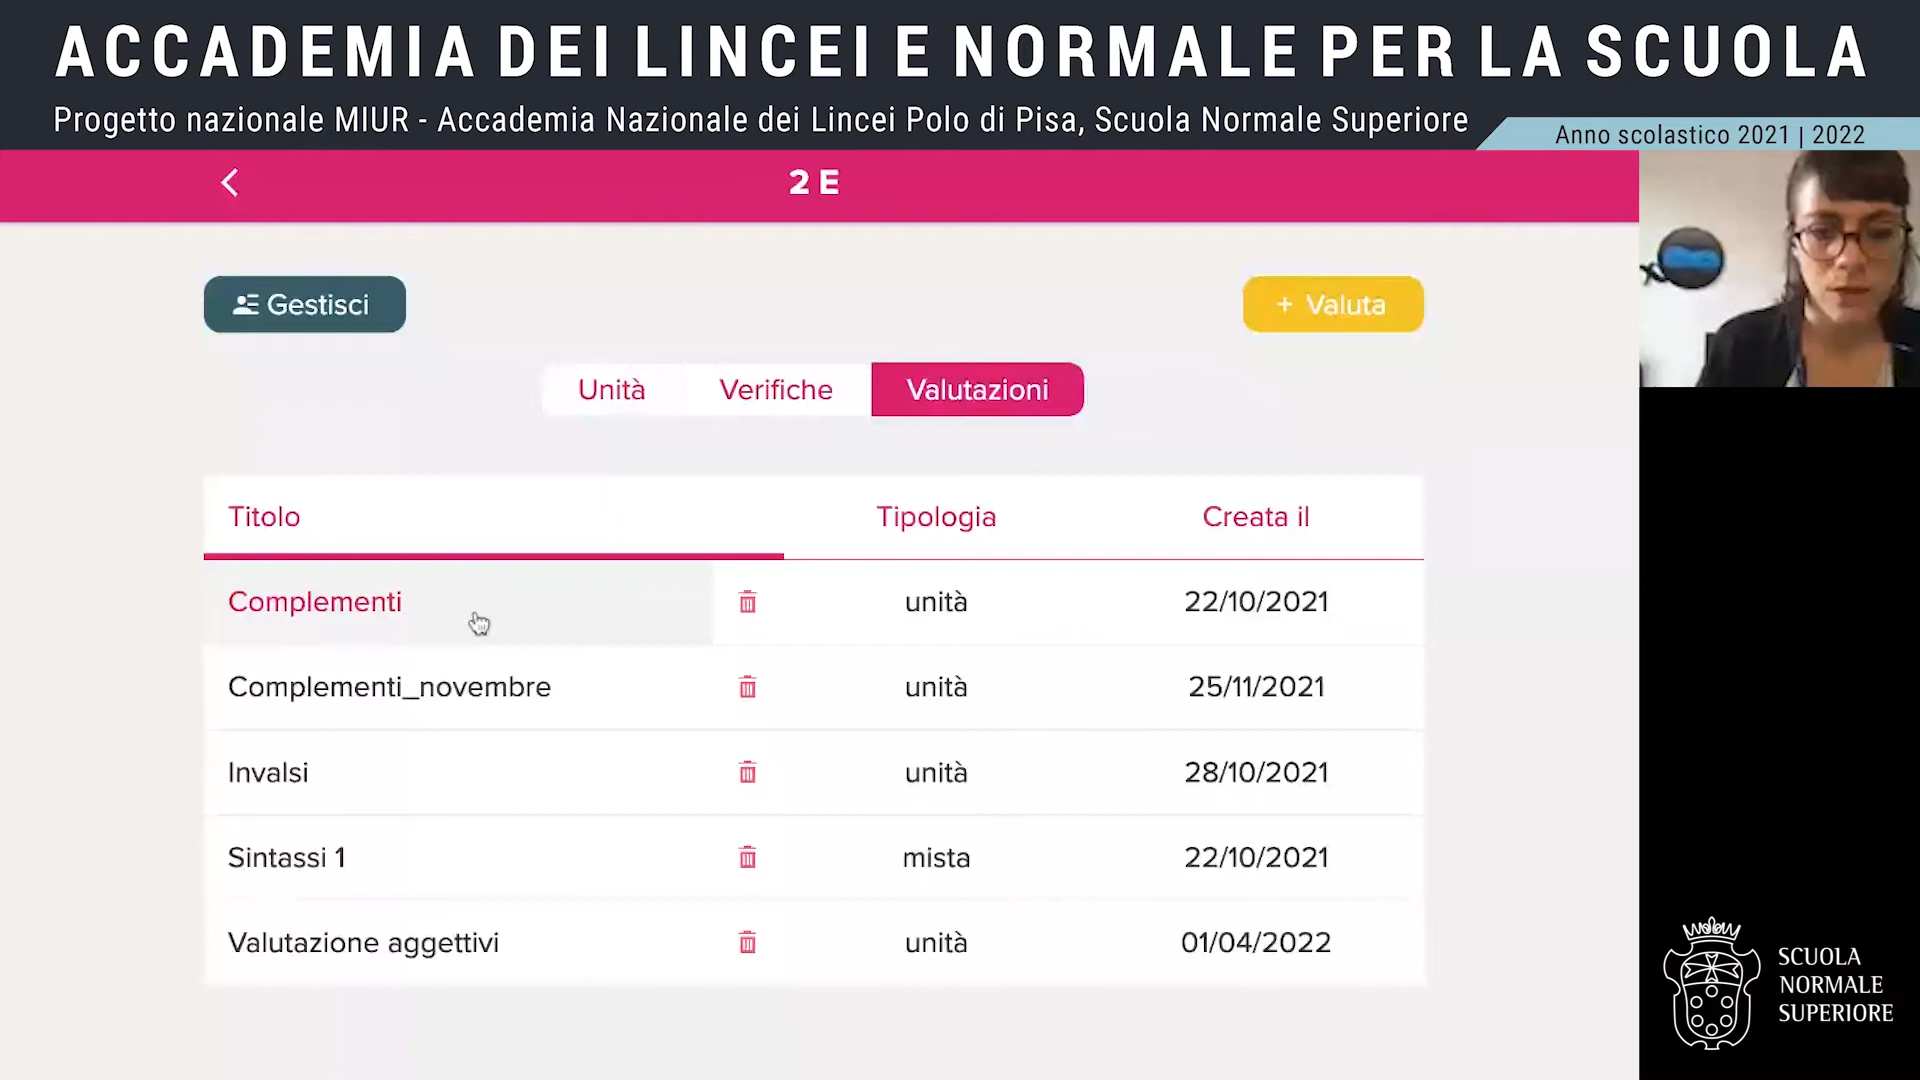 ACCADEMIA DEI LINCEI E NORMALE PER LA SCUOLA
Progetto nazionale MIUR - Accademia Nazionale dei Lincei Polo di Pisa, Scuola Normale Superiore
Anno scolastico 2021 | 2022
2 E
Gestisci
+ Valuta
Unità Verifiche Valutazioni
Titolo Tipologia Creata il
Complementi unità 22/10/2021
Complementi_novembre unità 25/11/2021
Invalsi unità 28/10/2021
Sintassi 1 mista 22/10/2021
Valutazione aggettivi unità 01/04/2022
SCUOLA
NORMALE
SUPERIORE